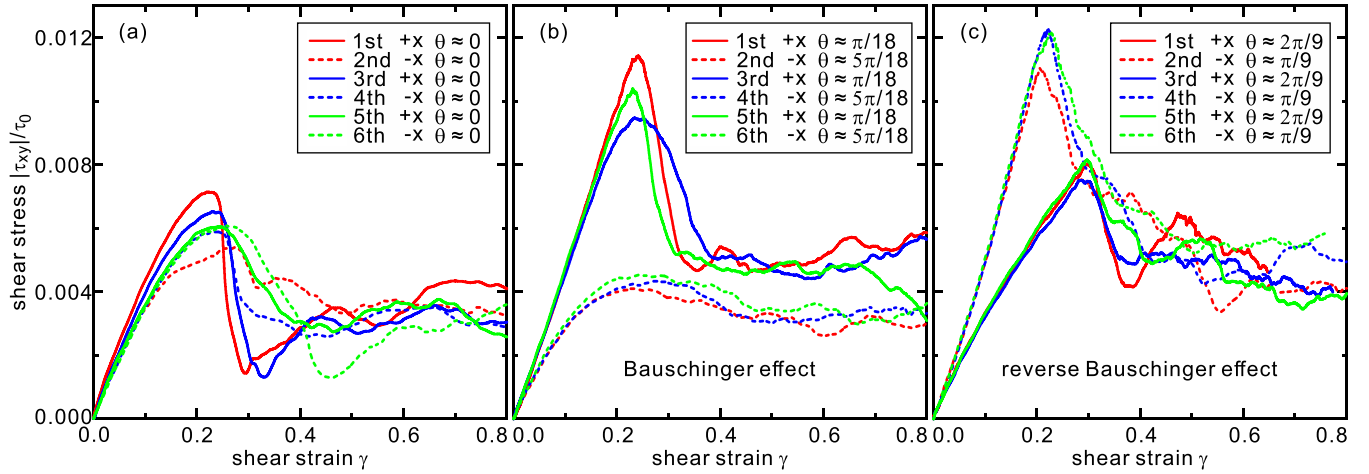 shear stress |τxy|/τ0
0.012
0.008
0.004
0.000
(a)
1st +x θ ≈ 0
2nd -x θ ≈ 0
3rd +x θ ≈ 0
4th -x θ ≈ 0
5th +x θ ≈ 0
6th -x θ ≈ 0
0.0 0.2 0.4 0.6 0.8
shear strain γ
(b)
1st +x θ ≈ π/18
2nd -x θ ≈ 5π/18
3rd +x θ ≈ π/18
4th -x θ ≈ 5π/18
5th +x θ ≈ π/18
6th -x θ ≈ 5π/18
Bauschinger effect
0.0 0.2 0.4 0.6 0.8
shear strain γ
(c)
1st +x θ ≈ 2π/9
2nd -x θ ≈ π/9
3rd +x θ ≈ 2π/9
4th -x θ ≈ π/9
5th +x θ ≈ 2π/9
6th -x θ ≈ π/9
reverse Bauschinger effect
0.0 0.2 0.4 0.6 0.8
shear strain γ